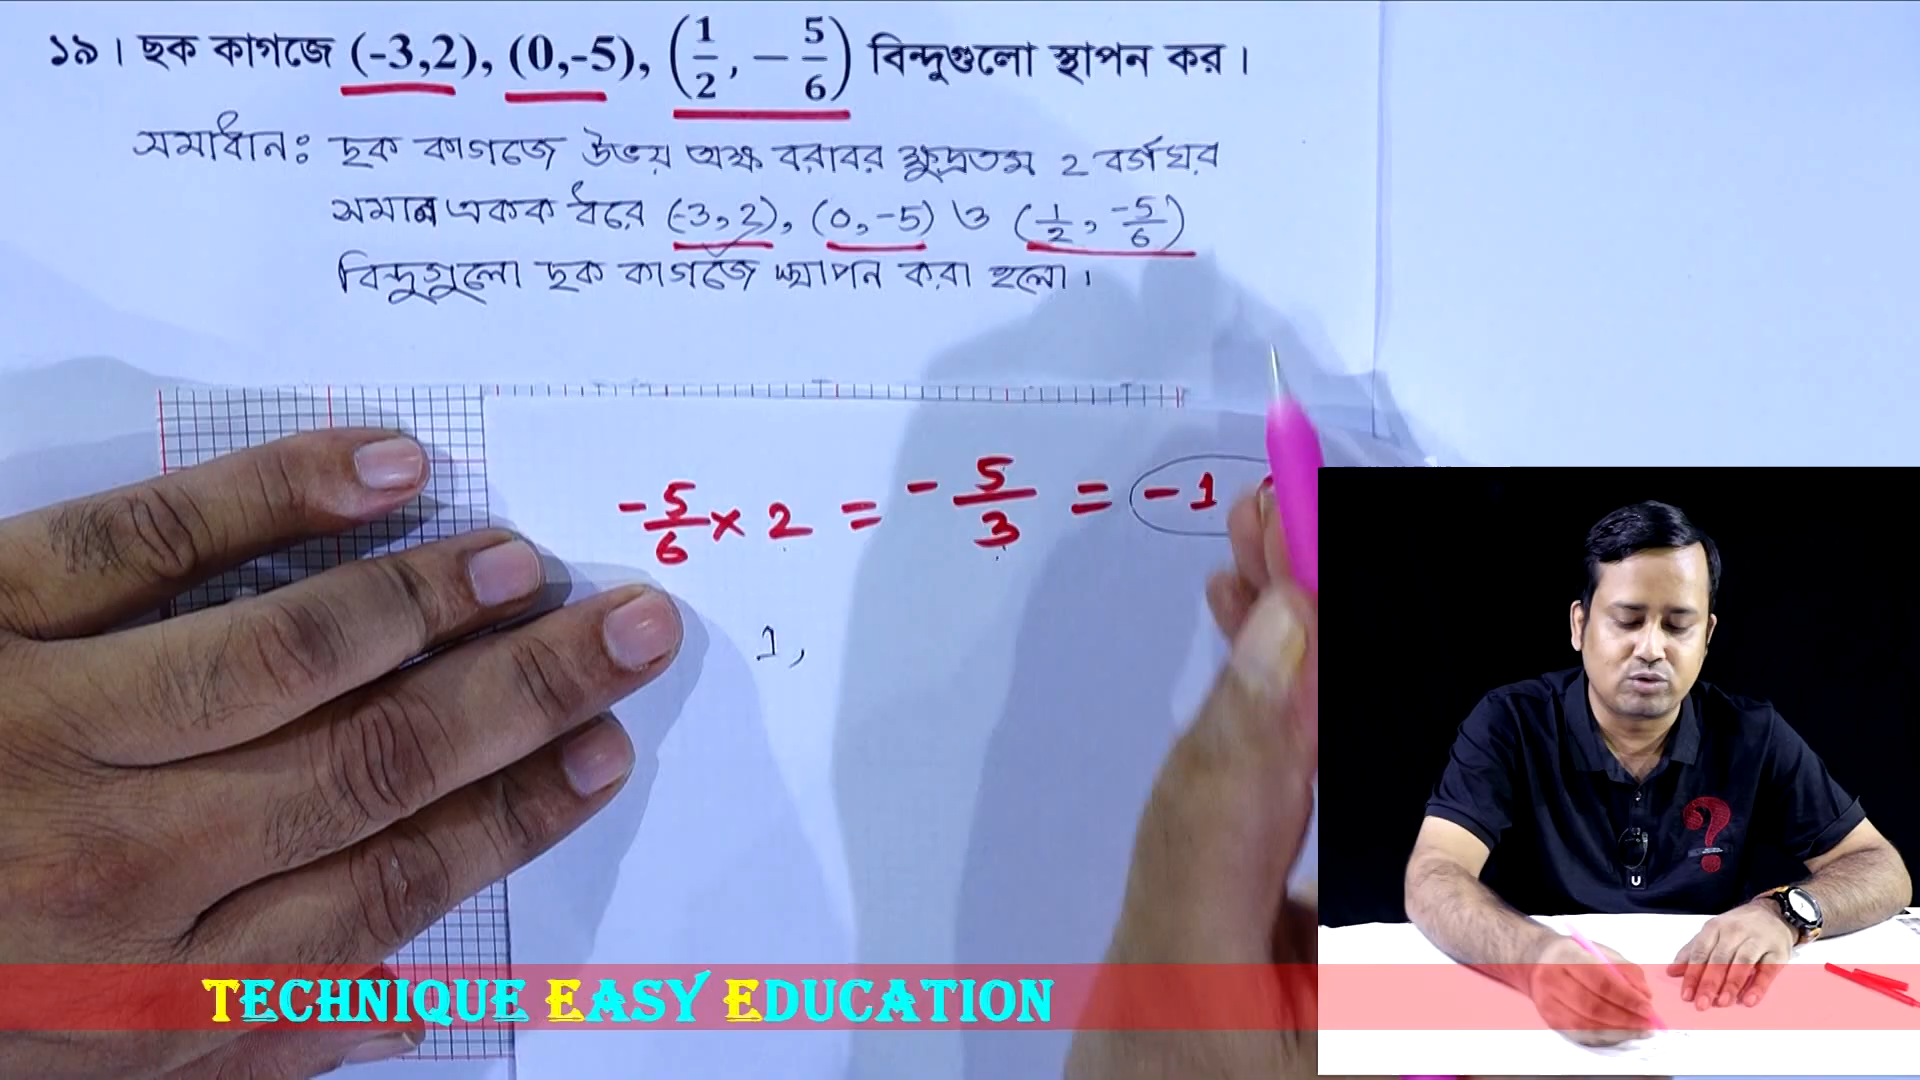 ১৯। ছক কাগজে (-3,2), (0,-5), (1/2, -5/6) বিন্দুগুলো স্থাপন কর।
সমাধানঃ ছক কাগজে উভয় অক্ষ বরাবর ক্ষুদ্রতম 2 বর্গঘর
সমান একক ধরে (-3,2), (0,-5) ও (1/2, -5/6)
বিন্দুগুলো ছক কাগজে স্থাপন করা হলো।
-5/6 × 2 = -5/3 = -1
1,
TECHNIQUE EASY EDUCATION